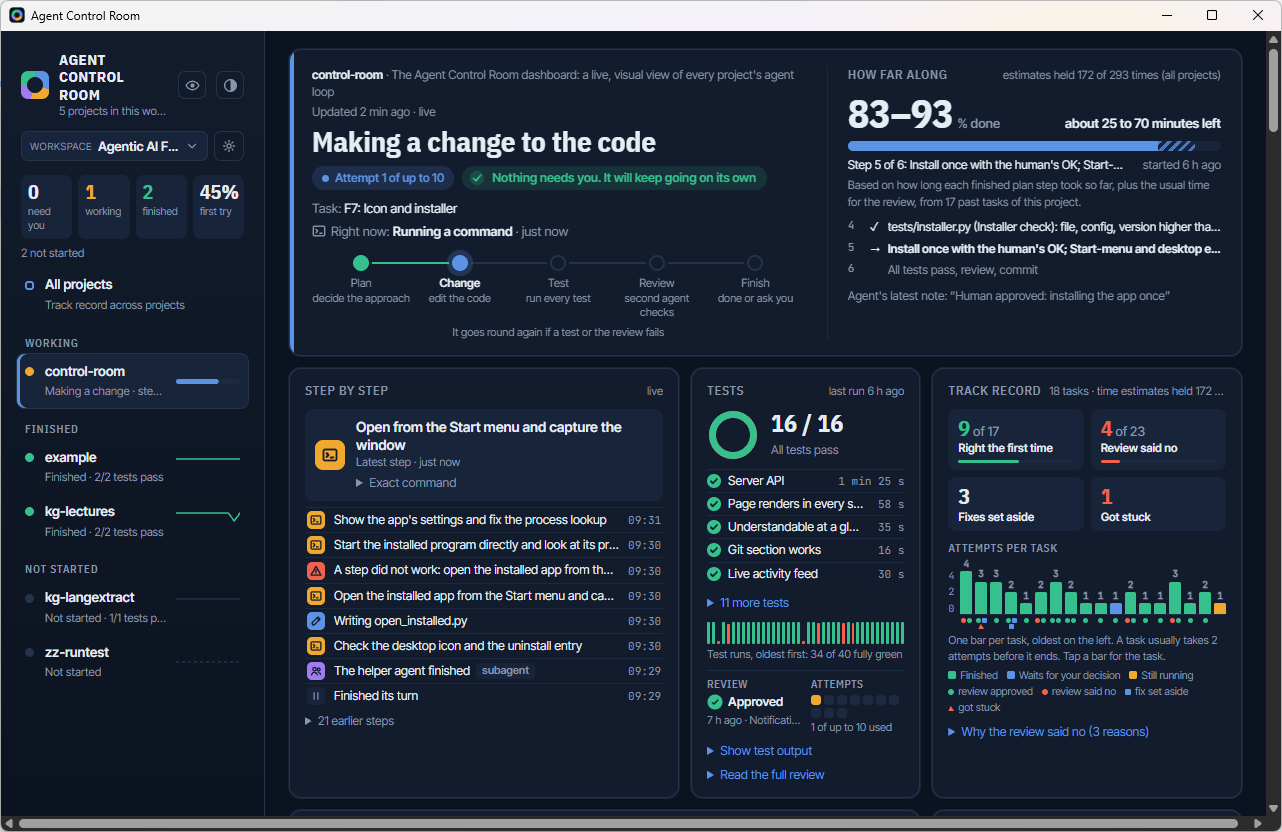 Agent Control Room
AGENT
CONTROL
ROOM
5 projects in this wo...
WORKSPACE Agentic AI F...
0 need you
1 working
2 finished
45% first try
2 not started
All projects
Track record across projects
WORKING
control-room
Making a change · ste...
FINISHED
example
Finished · 2/2 tests pass
kg-lectures
Finished · 2/2 tests pass
NOT STARTED
kg-langextract
Not started · 1/1 tests p...
zz-runtest
Not started
control-room · The Agent Control Room dashboard: a live, visual view of every project's agent
loop
Updated 2 min ago · live
Making a change to the code
Attempt 1 of up to 10
Nothing needs you. It will keep going on its own
Task: F7: Icon and installer
Right now: Running a command · just now
Plan
decide the approach
Change
edit the code
Test
run every test
Review
second agent
checks
Finish
done or ask you
It goes round again if a test or the review fails
HOW FAR ALONG
estimates held 172 of 293 times (all projects)
83–93 % done
about 25 to 70 minutes left
Step 5 of 6: Install once with the human's OK; Start-...
started 6 h ago
Based on how long each finished plan step took so far, plus the usual time
for the review, from 17 past tasks of this project.
4 ✓ tests/installer.py (Installer check): file, config, version higher tha...
5 → Install once with the human's OK; Start-menu and desktop e...
6 All tests pass, review, commit
Agent's latest note: “Human approved: installing the app once”
STEP BY STEP
live
Open from the Start menu and capture the
window
Latest step · just now
Exact command
Show the app's settings and fix the process lookup 09:31
Start the installed program directly and look at its pr... 09:30
A step did not work: open the installed app from th... 09:30
Open the installed app from the Start menu and ca... 09:30
Writing open_installed.py 09:30
Check the desktop icon and the uninstall entry 09:30
The helper agent finished subagent 09:29
Finished its turn 09:29
21 earlier steps
TESTS
last run 6 h ago
16 / 16
All tests pass
Server API 1 min 25 s
Page renders in every s... 58 s
Understandable at a gl... 35 s
Git section works 16 s
Live activity feed 30 s
11 more tests
Test runs, oldest first: 34 of 40 fully green
REVIEW
Approved
7 h ago · Notificati...
ATTEMPTS
1 of up to 10 used
Show test output
Read the full review
TRACK RECORD
18 tasks · time estimates held 172 ...
9 of 17
Right the first time
4 of 23
Review said no
3
Fixes set aside
1
Got stuck
ATTEMPTS PER TASK
4
2
0
4 3 3 2 1 2 3 2 1 1 1 2 1 1 3 1 2 1
One bar per task, oldest on the left. A task usually takes 2
attempts before it ends. Tap a bar for the task.
Finished
Waits for your decision
Still running
review approved
review said no
fix set aside
got stuck
Why the review said no (3 reasons)